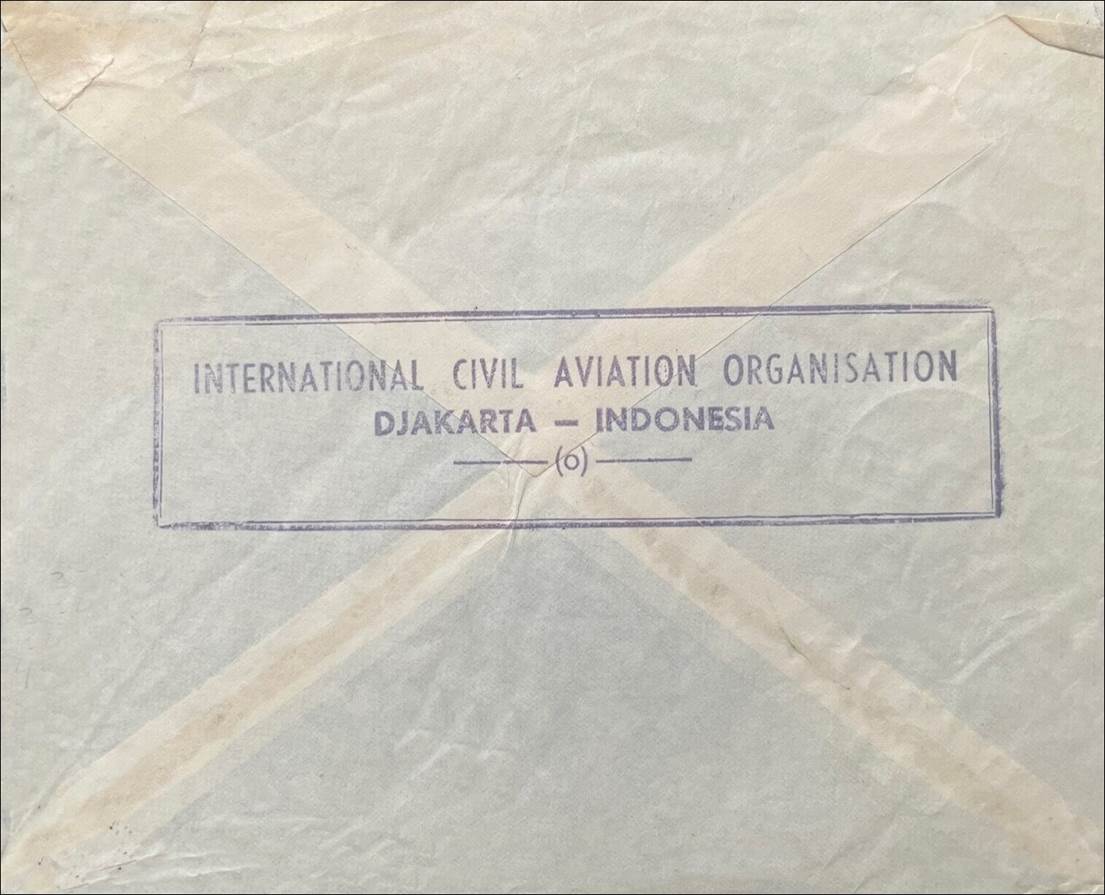 INTERNATIONAL CIVIL AVIATION ORGANISATION
DJAKARTA — INDONESIA
(o)